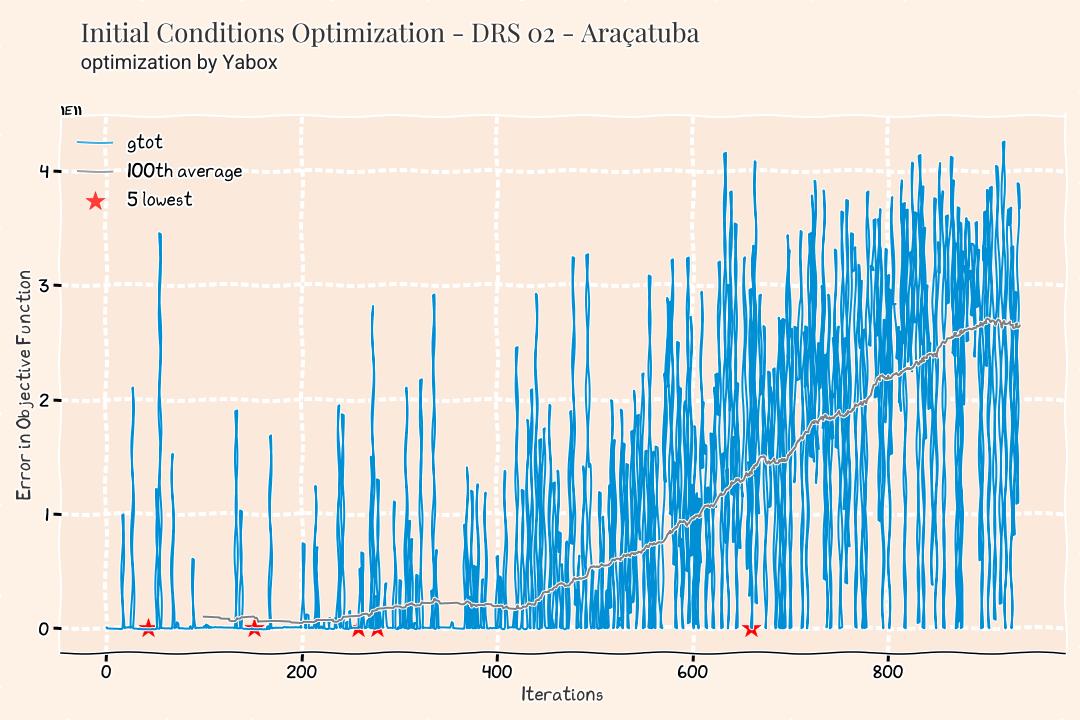 Initial Conditions Optimization - DRS 02 - Araçatuba
optimization by Yabox
1E11
gtot
100th average
5 lowest
4
3
2
1
0
Error in Objective Function
0 200 400 600 800
Iterations